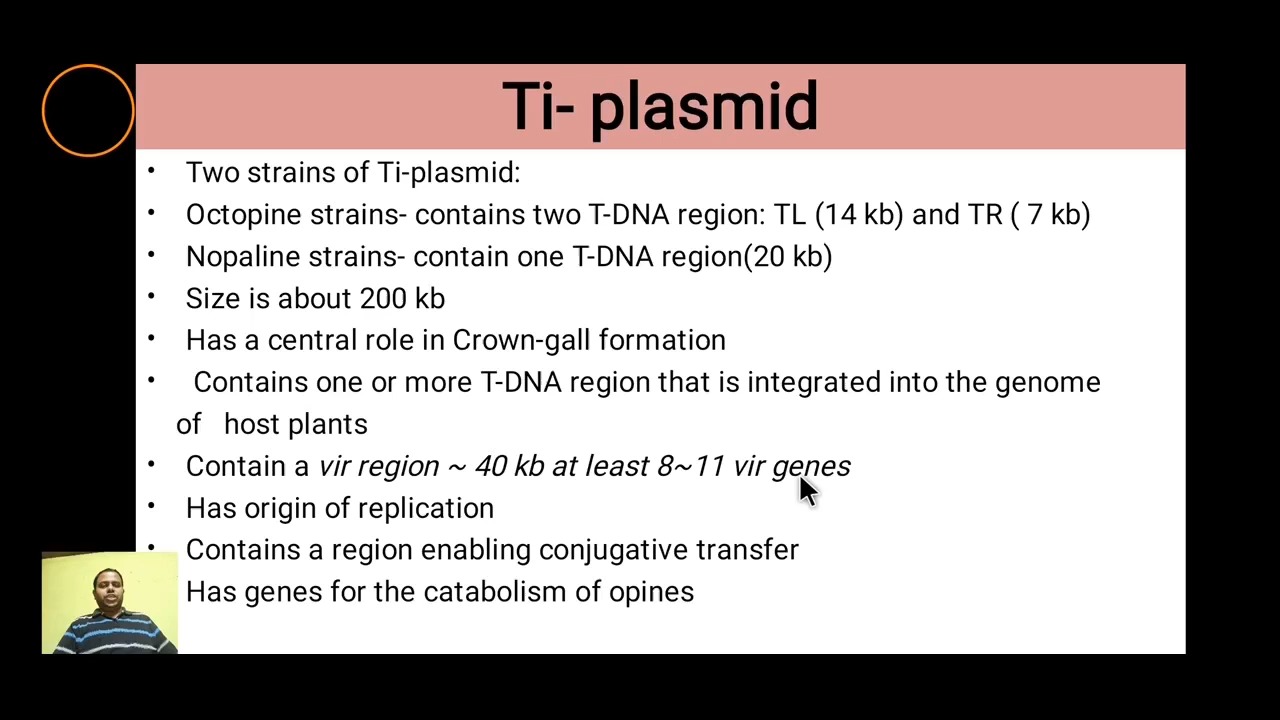 Ti- plasmid
• Two strains of Ti-plasmid:
• Octopine strains- contains two T-DNA region: TL (14 kb) and TR ( 7 kb)
• Nopaline strains- contain one T-DNA region(20 kb)
• Size is about 200 kb
• Has a central role in Crown-gall formation
• Contains one or more T-DNA region that is integrated into the genome
of host plants
• Contain a vir region ~ 40 kb at least 8~11 vir genes
• Has origin of replication
• Contains a region enabling conjugative transfer
Has genes for the catabolism of opines